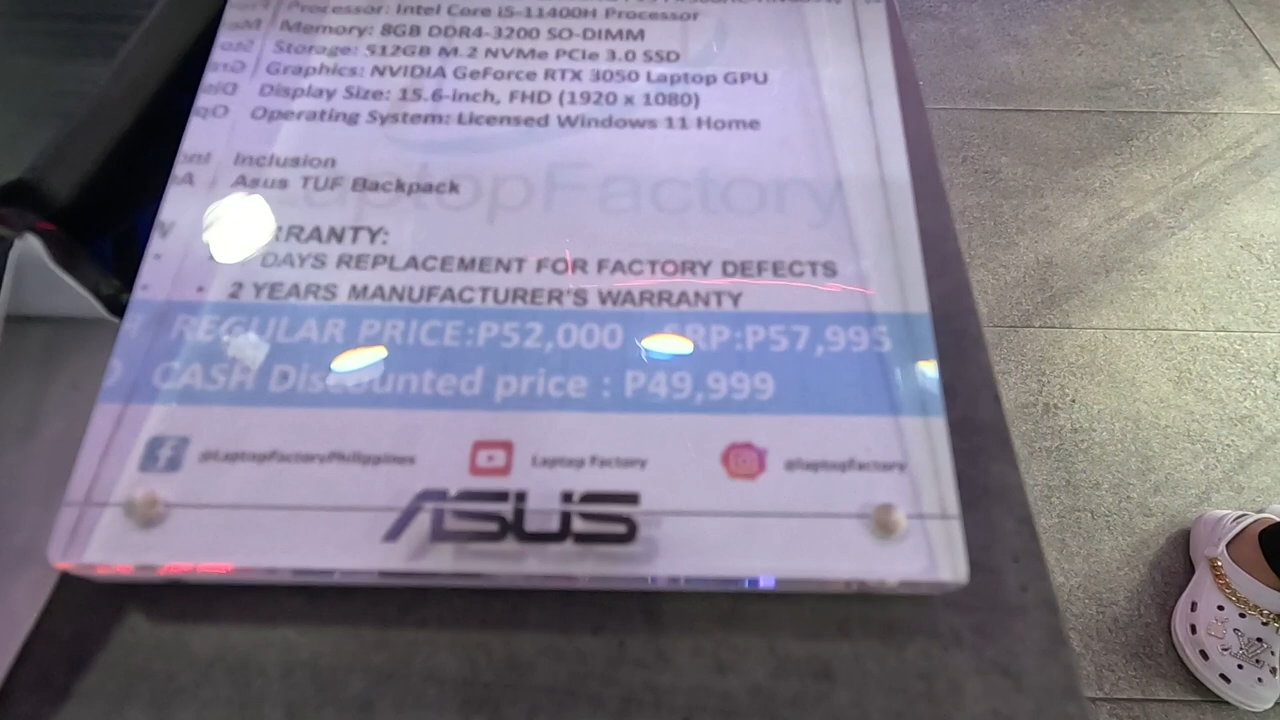 Processor: Intel Core i5-11400H Processor
Memory: 8GB DDR4-3200 SO-DIMM
Storage: 512GB M.2 NVMe PCIe 3.0 SSD
Graphics: NVIDIA GeForce RTX 3050 Laptop GPU
Display Size: 15.6-inch, FHD (1920 x 1080)
Operating System: Licensed Windows 11 Home
Inclusion
Asus TUF Backpack
LaptopFactory
RRANTY:
DAYS REPLACEMENT FOR FACTORY DEFECTS
• 2 YEARS MANUFACTURER'S WARRANTY
REGULAR PRICE:P52,000 RP:P57,995
CASH Discounted price : P49,999
@LaptopFactoryPhilippines Laptop Factory @laptopfactory
ASUS